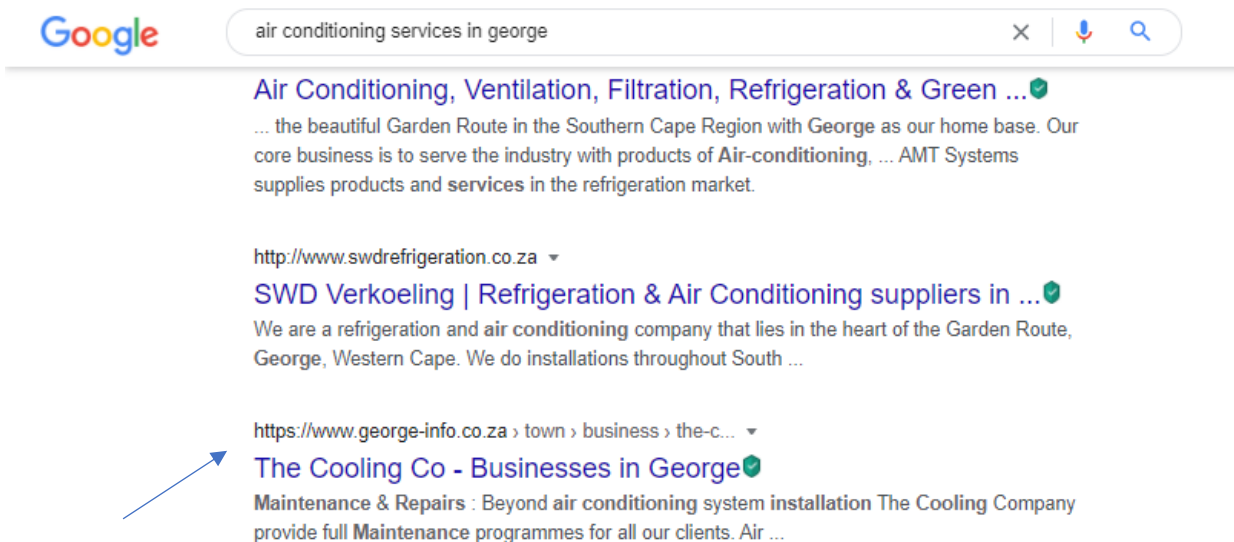 Google
air conditioning services in george
Air Conditioning, Ventilation, Filtration, Refrigeration & Green ...
... the beautiful Garden Route in the Southern Cape Region with George as our home base. Our
core business is to serve the industry with products of Air-conditioning, ... AMT Systems
supplies products and services in the refrigeration market.
http://www.swdrefrigeration.co.za
SWD Verkoeling | Refrigeration & Air Conditioning suppliers in ...
We are a refrigeration and air conditioning company that lies in the heart of the Garden Route,
George, Western Cape. We do installations throughout South ...
https://www.george-info.co.za › town › business › the-c...
The Cooling Co - Businesses in George
Maintenance & Repairs : Beyond air conditioning system installation The Cooling Company
provide full Maintenance programmes for all our clients. Air ...